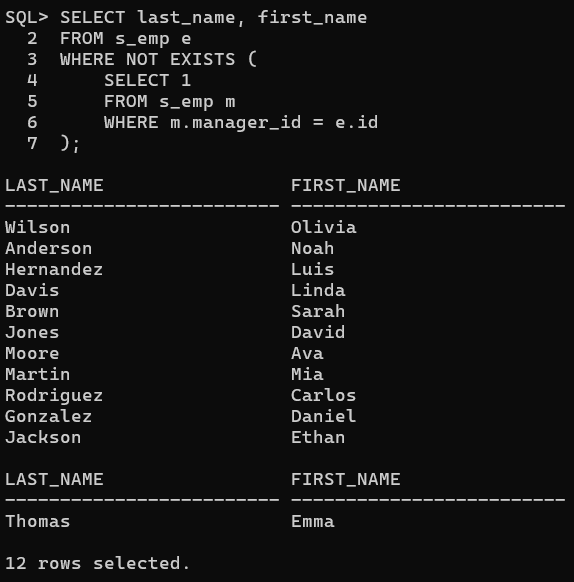 SQL> SELECT last_name, first_name
  2  FROM s_emp e
  3  WHERE NOT EXISTS (
  4      SELECT 1
  5      FROM s_emp m
  6      WHERE m.manager_id = e.id
  7  );
LAST_NAME                 FIRST_NAME
------------------------- -------------------------
Wilson                    Olivia
Anderson                  Noah
Hernandez                 Luis
Davis                     Linda
Brown                     Sarah
Jones                     David
Moore                     Ava
Martin                    Mia
Rodriguez                 Carlos
Gonzalez                  Daniel
Jackson                   Ethan
LAST_NAME                 FIRST_NAME
------------------------- -------------------------
Thomas                    Emma
12 rows selected.